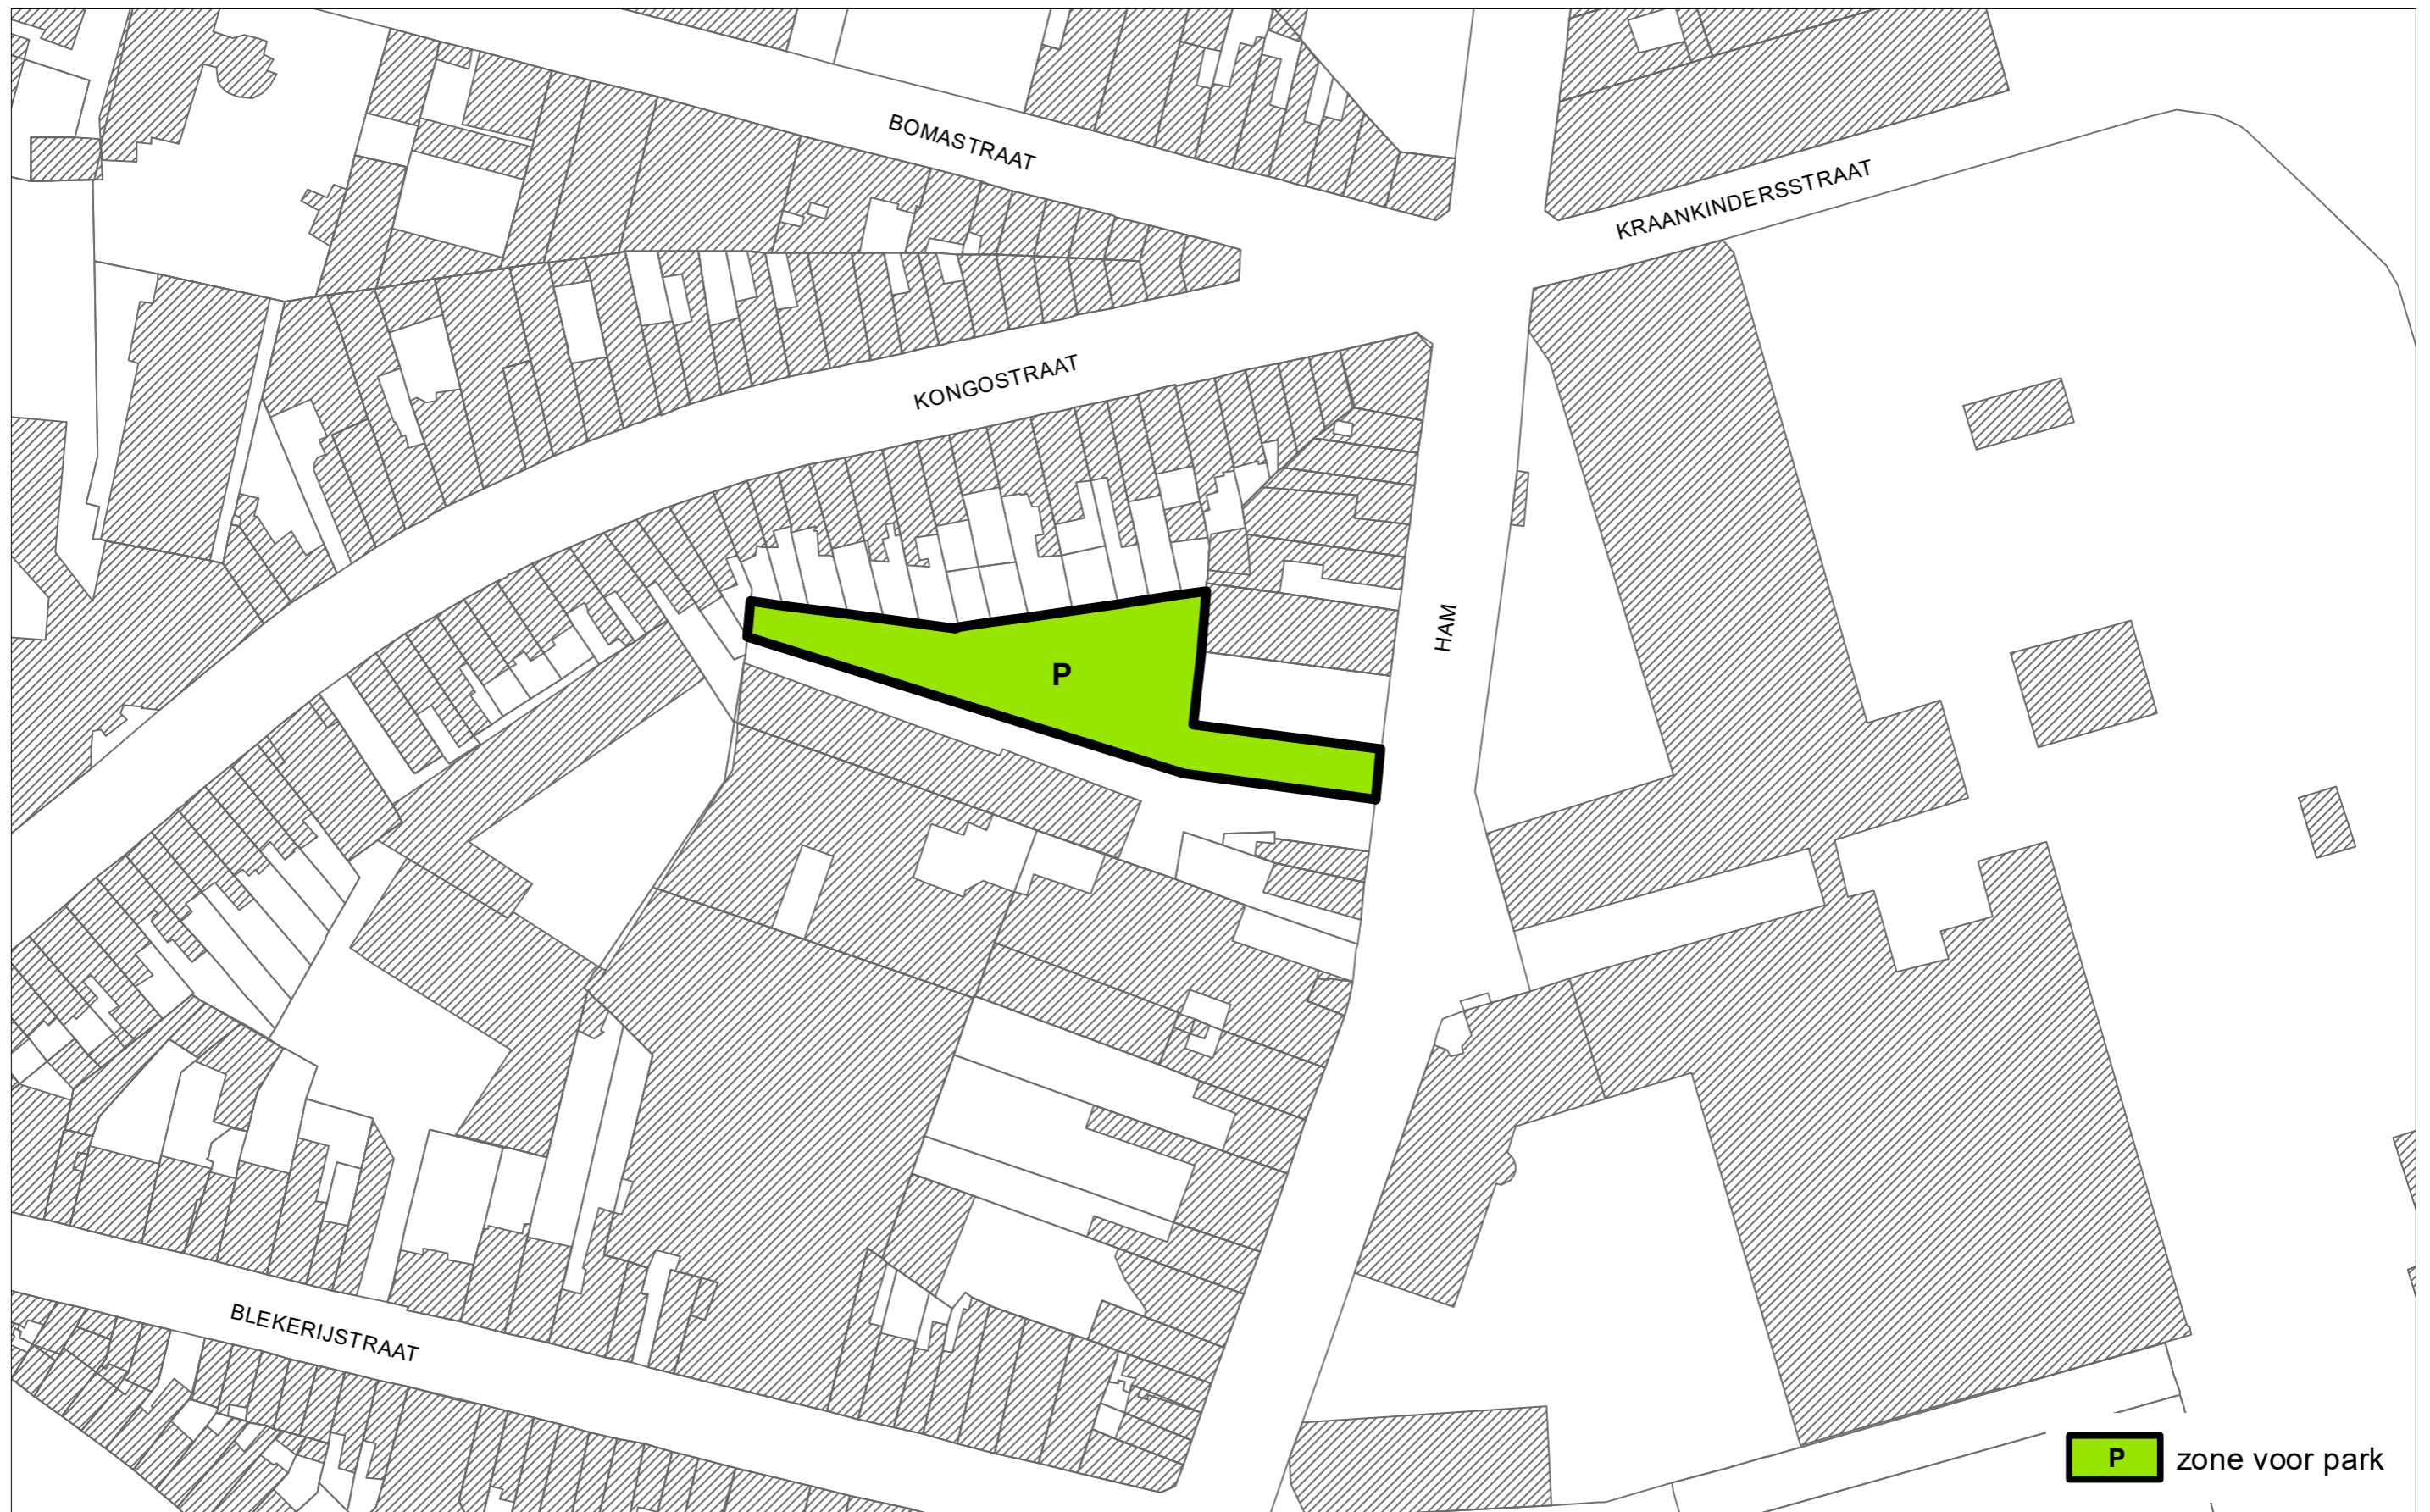 BOMASTRAAT
KRAANKINDERSSTRAAT
KONGOSTRAAT
HAM
P
BLEKERIJSTRAAT
P zone voor park